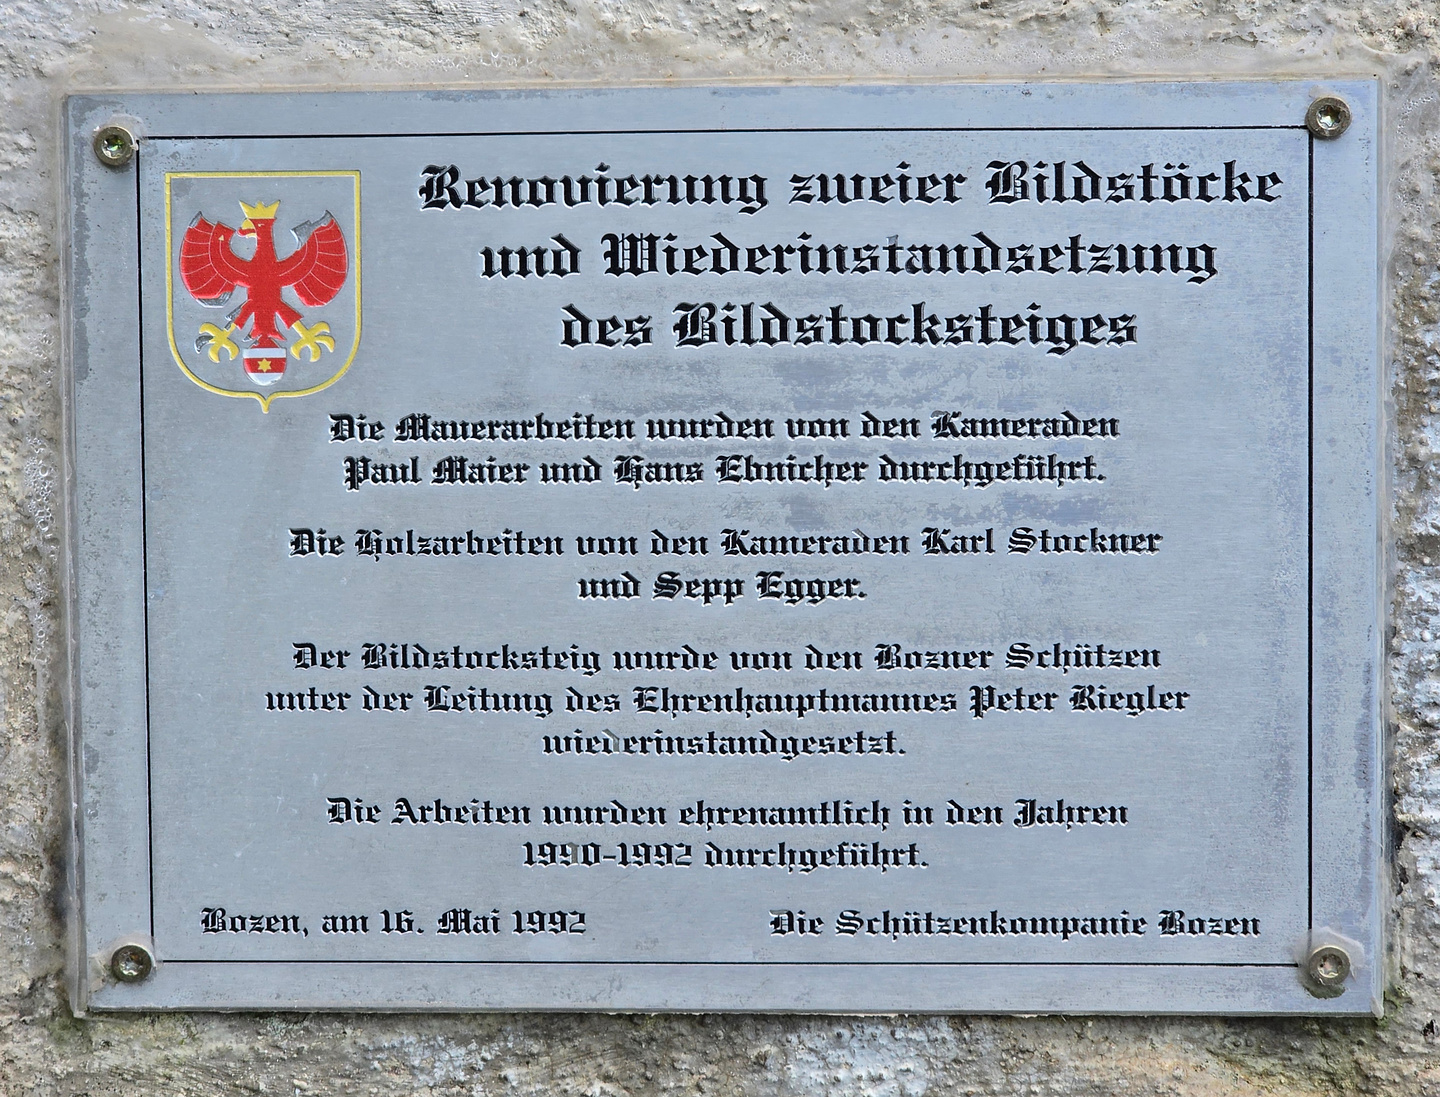 Renovierung zweier Bildstöcke
und Wiederinstandsetzung
des Bildstocksteiges
Die Mauerarbeiten wurden von den Kameraden
Paul Maier und Hans Ebnicher durchgeführt.
Die Holzarbeiten von den Kameraden Karl Stockner
und Sepp Egger.
Der Bildstocksteig wurde von den Bozner Schützen
unter der Leitung des Ehrenhauptmannes Peter Riegler
wiederinstandgesetzt.
Die Arbeiten wurden ehrenamtlich in den Jahren
1990-1992 durchgeführt.
Bozen, am 16. Mai 1992
Die Schützenkompanie Bozen